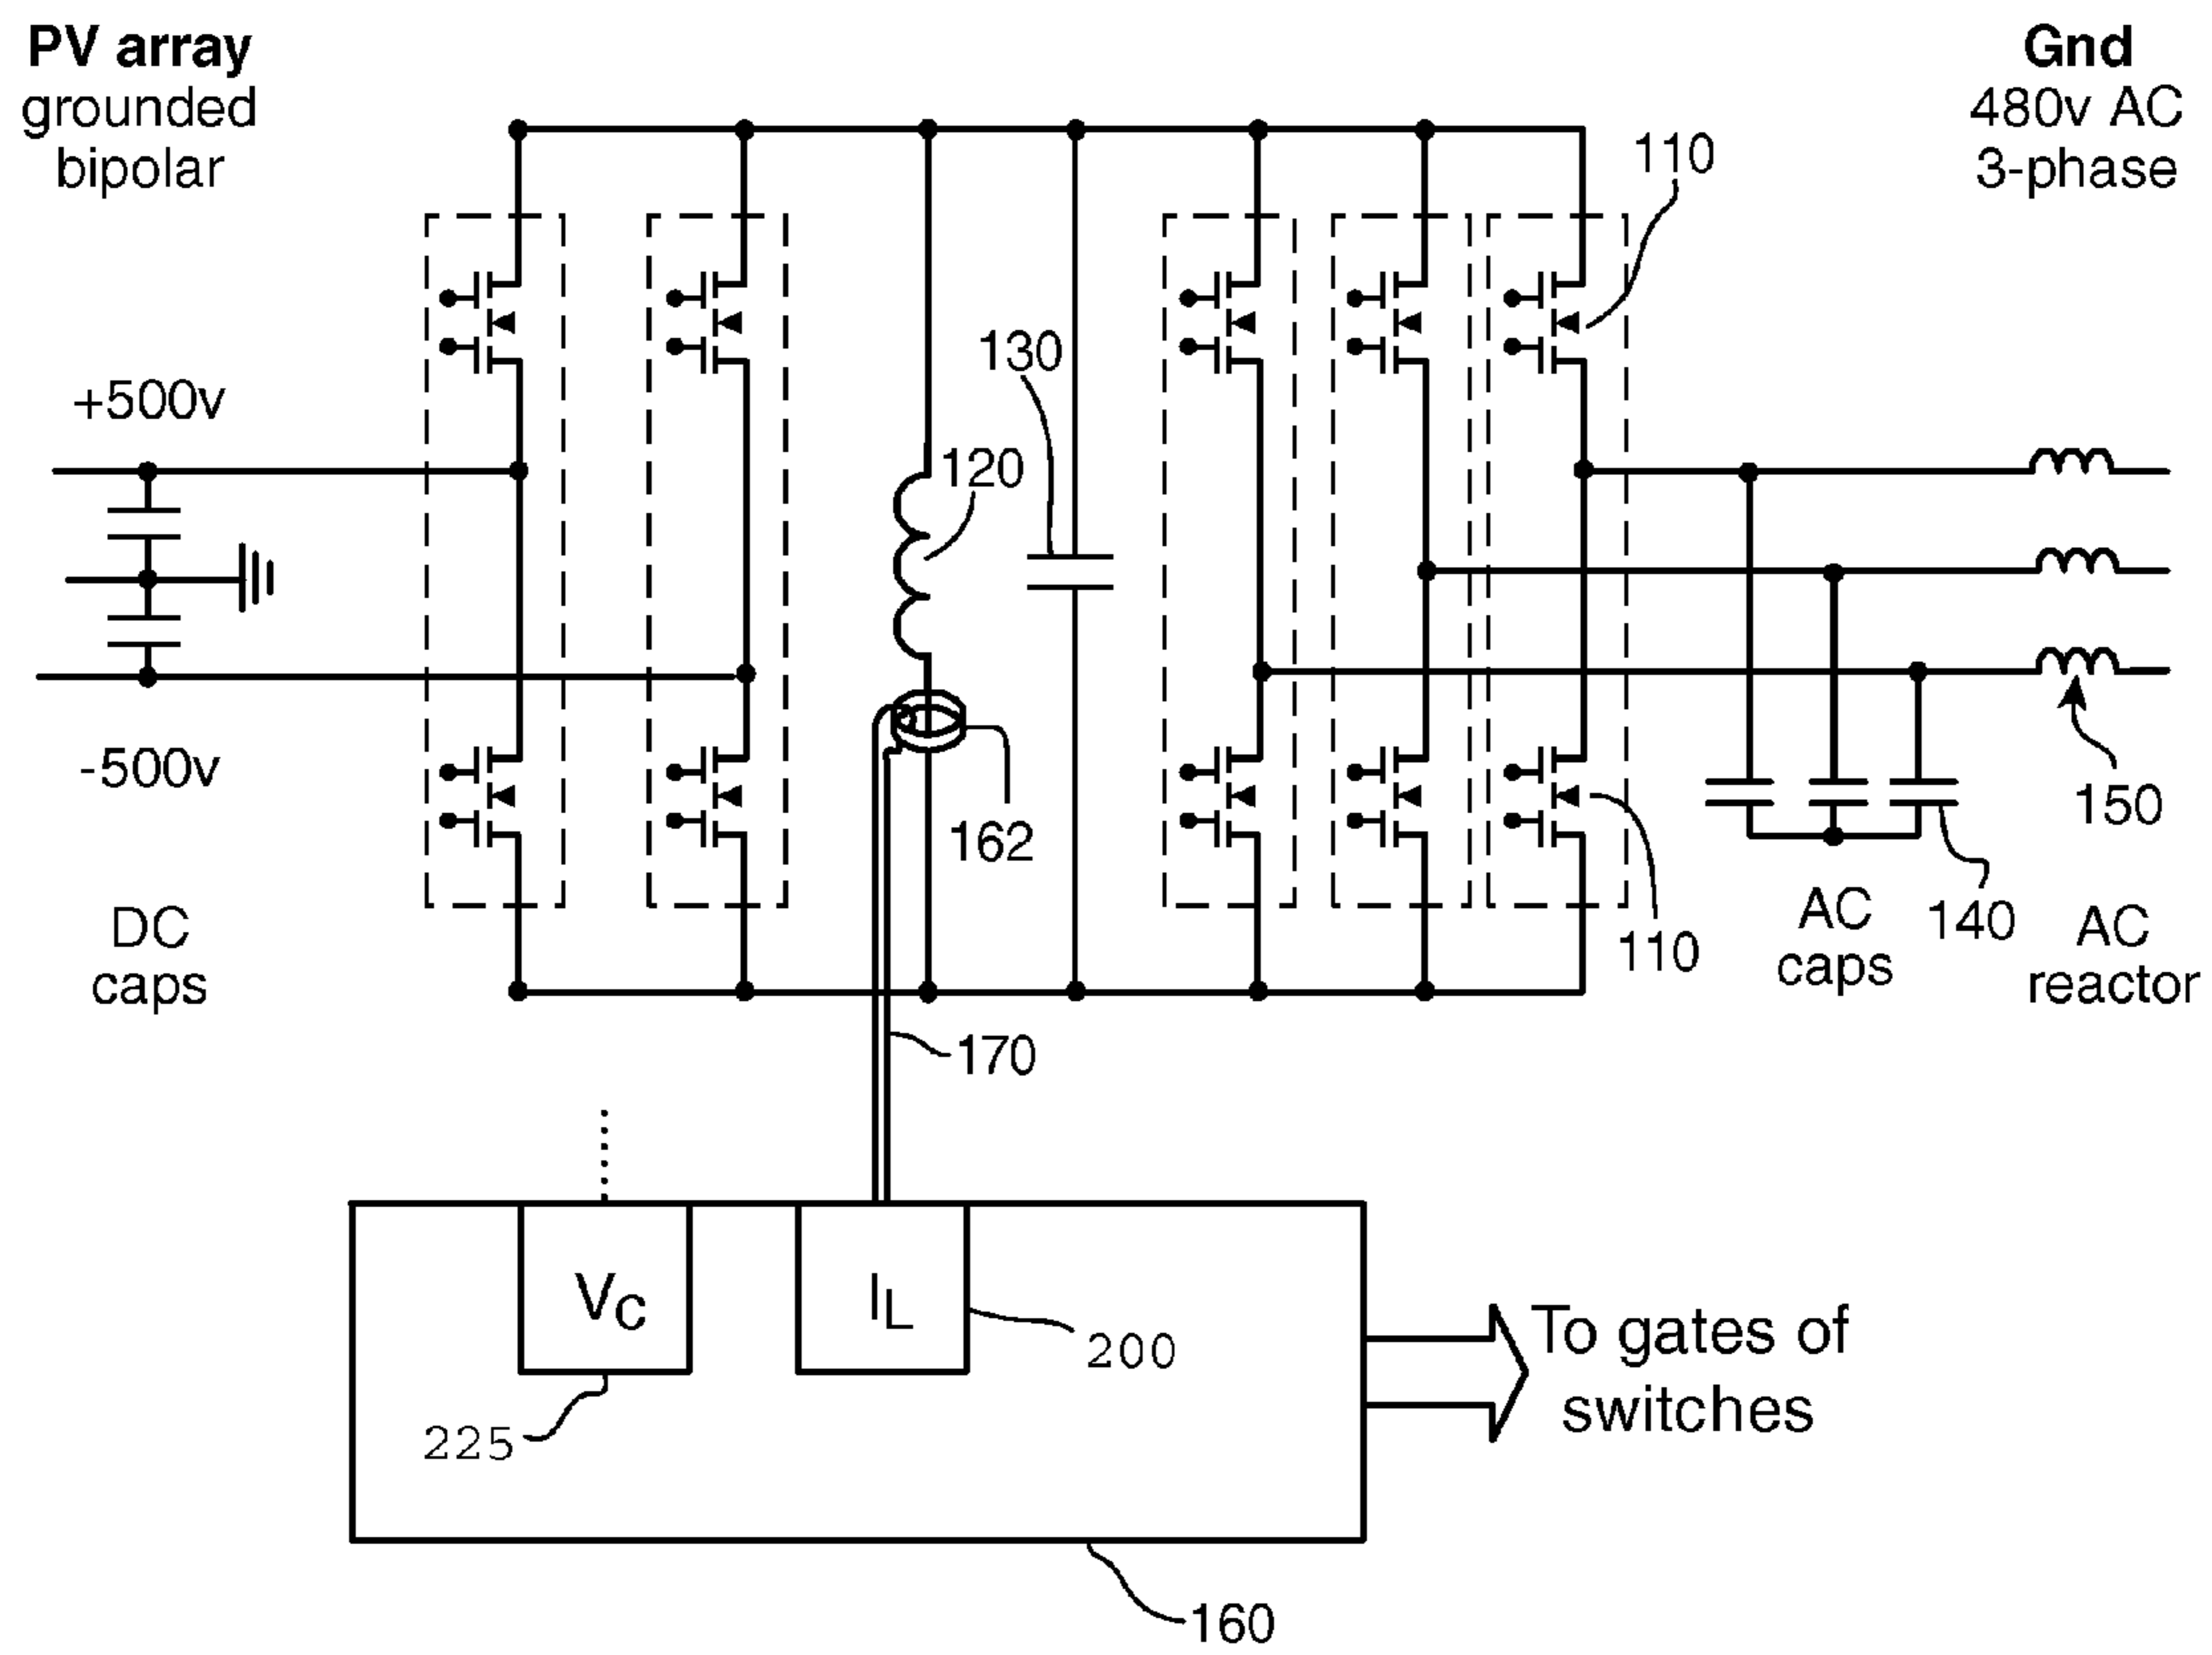 PV array
grounded
bipolar
Gnd
480v AC
3-phase
110
130
+500v
120
-500v
162
150
DC
caps
110
AC
caps
140
AC
reactor
170
VC
IL
200
225
To gates of
switches
160